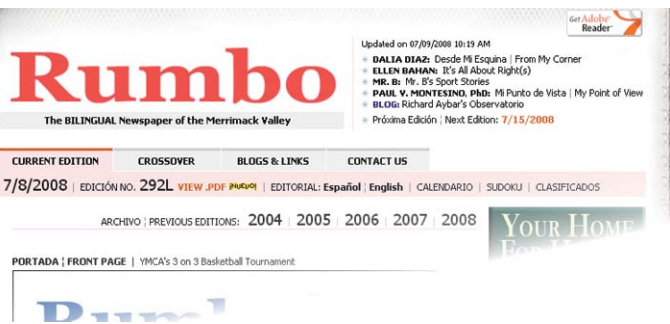 Get Adobe
Reader
Updated on 07/09/2008 10:19 AM
Rumbo
DALIA DIAZ: Desde Mi Esquina | From My Corner
ELLEN BAHAN: It's All About Right(s)
MR. B: Mr. B's Sport Stories
PAUL V. MONTESINO, PhD: Mi Punto de Vista | My Point of View
BLOG: Richard Aybar's Observatorio
The BILINGUAL Newspaper of the Merrimack Valley
Próxima Edición | Next Edition: 7/15/2008
CURRENT EDITION CROSSOVER BLOGS & LINKS CONTACT US
7/8/2008 | EDICIÓN NO. 292L VIEW .PDF ¡NUEVO! | EDITORIAL: Español | English | CALENDARIO | SUDOKU | CLASIFICADOS
ARCHIVO | PREVIOUS EDITIONS: 2004 | 2005 | 2006 | 2007 | 2008
YOUR HOME
PORTADA | FRONT PAGE | YMCA's 3 on 3 Basketball Tournament
Rumbo